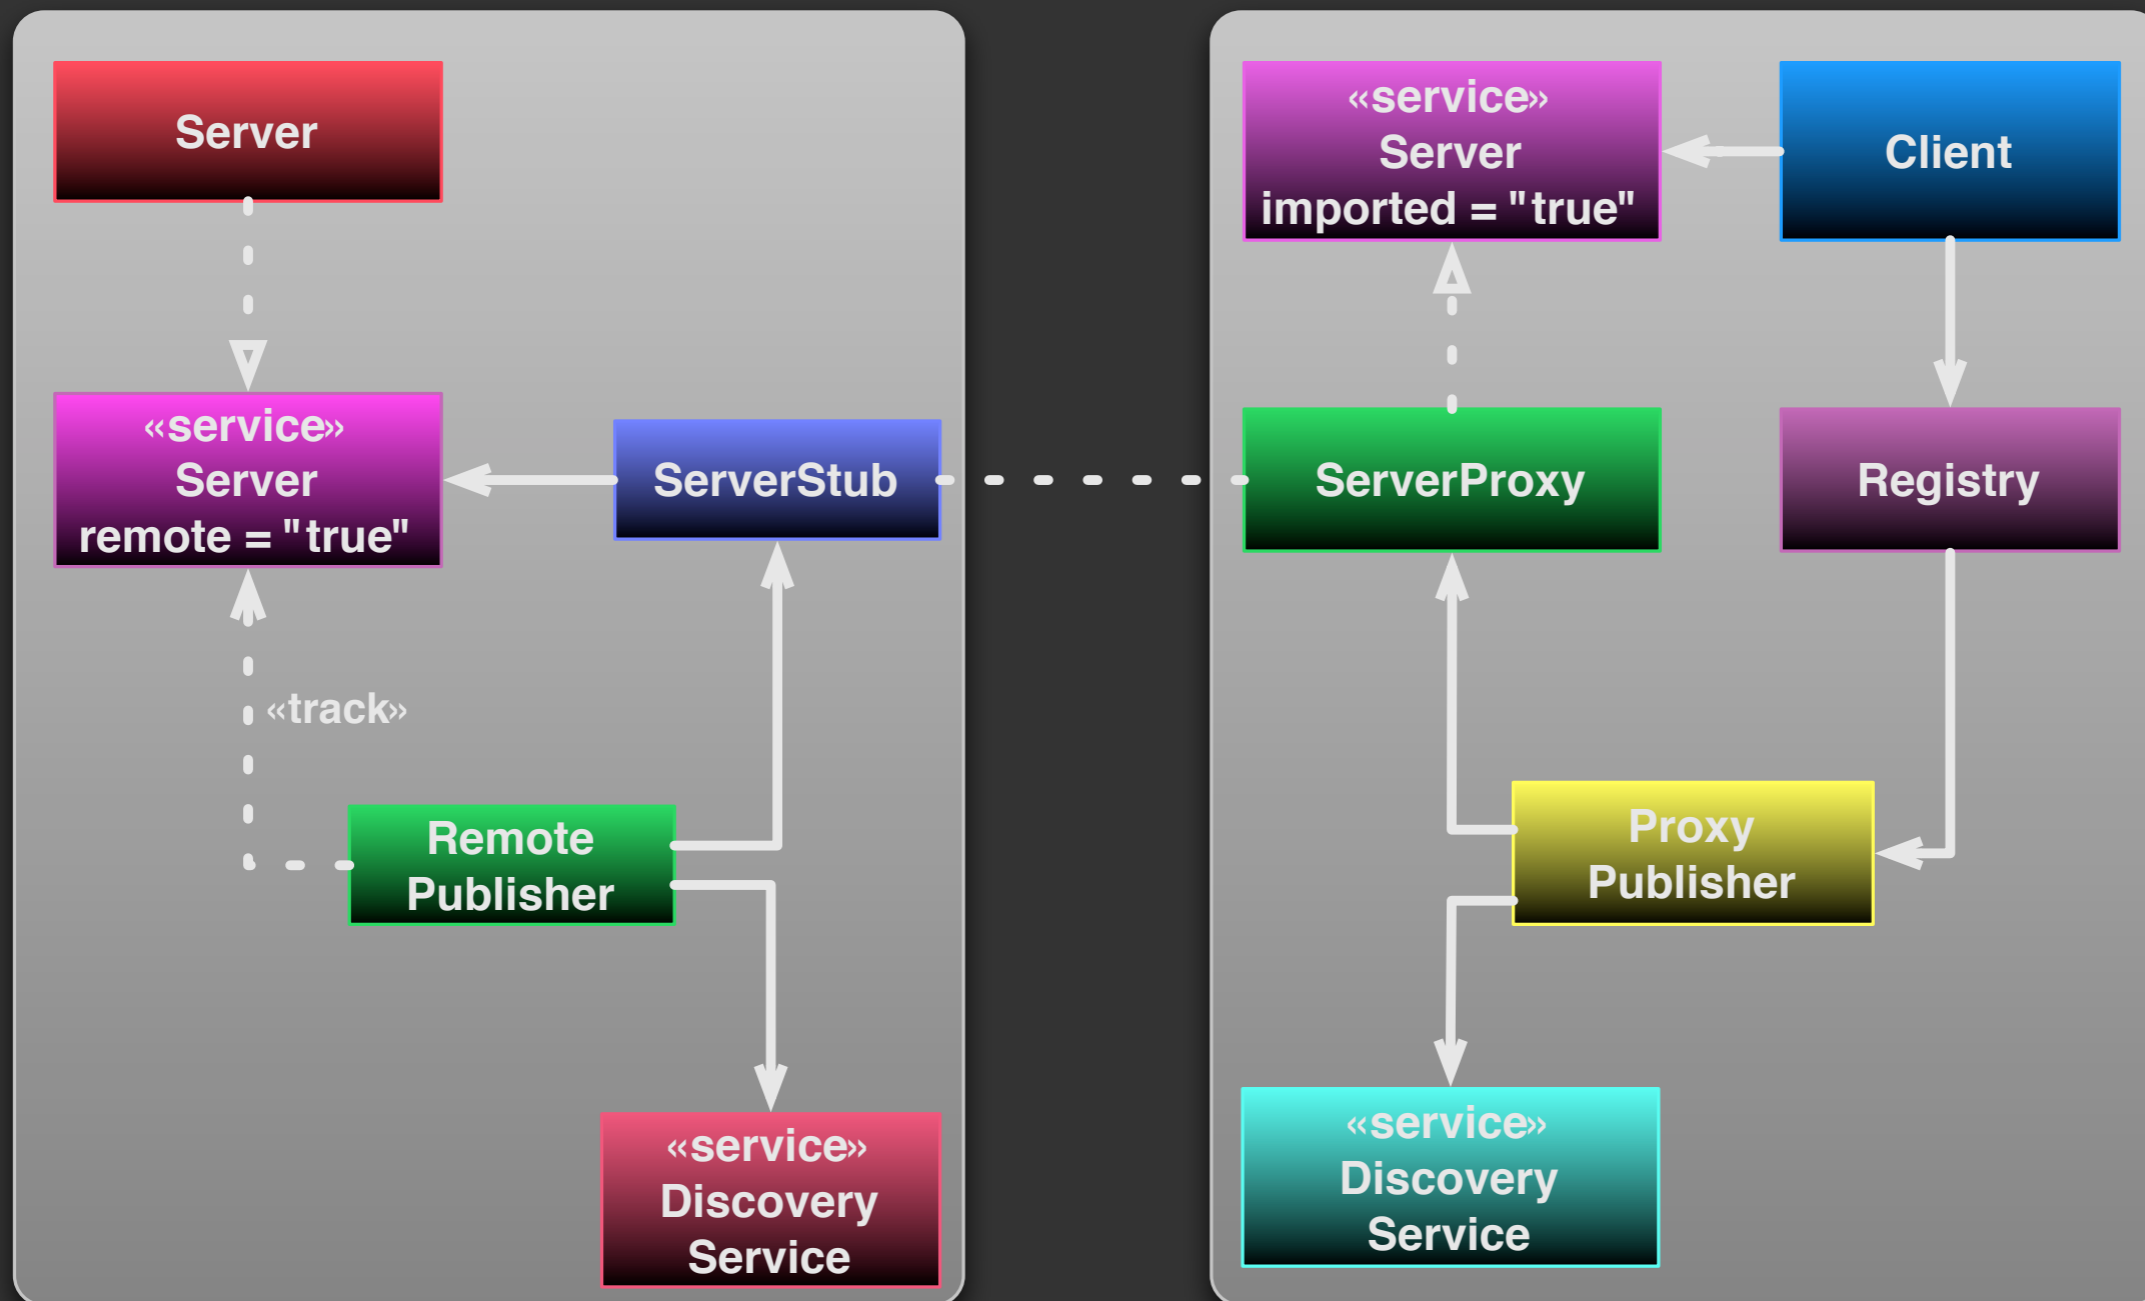 Server
«service»
Server
remote = "true"
ServerStub
«track»
Remote
Publisher
«service»
Discovery
Service
«service»
Server
imported = "true"
Client
ServerProxy
Registry
Proxy
Publisher
«service»
Discovery
Service